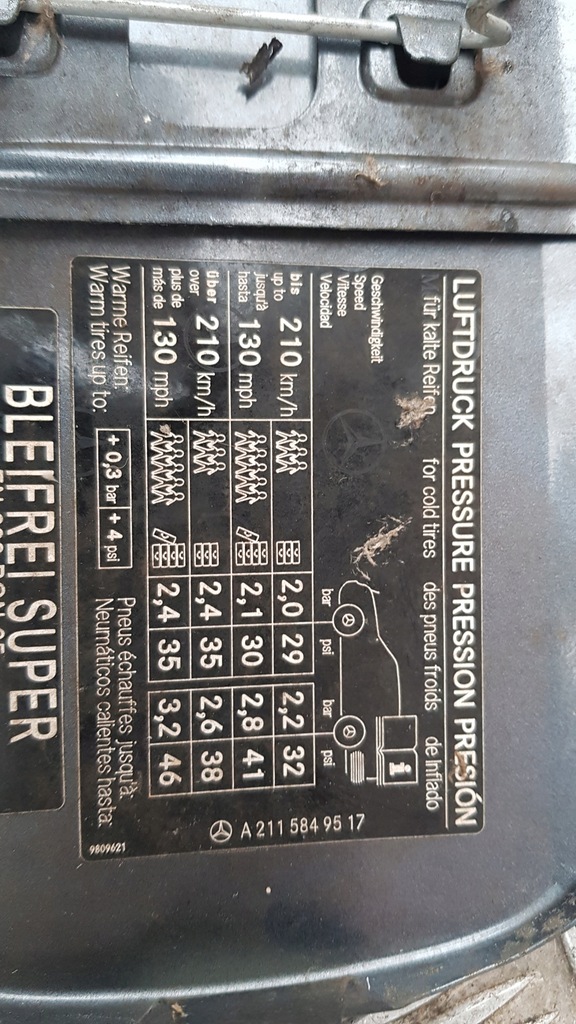 LUFTDRUCK PRESSURE PRESSION PRESIÓN
für kalte Reifen for cold tires des pneus froids de inflado
Geschwindigkeit
Speed
Vitesse
Velocidad
bar psi bar psi
i
A 211 584 95 17
bis
up to 210 km/h 2,0 29 2,2 32
jusqu'à
hasta 130 mph 2,1 30 2,8 41
über
over 210 km/h 2,4 35 2,6 38
plus de
más de 130 mph 2,4 35 3,2 46
Warme Reifen:
Warm tires up to: + 0,3 bar + 4 psi Pneus échauffés jusqu'à:
Neumáticos calientes hasta:
9809621
BLEIFREI SUPER